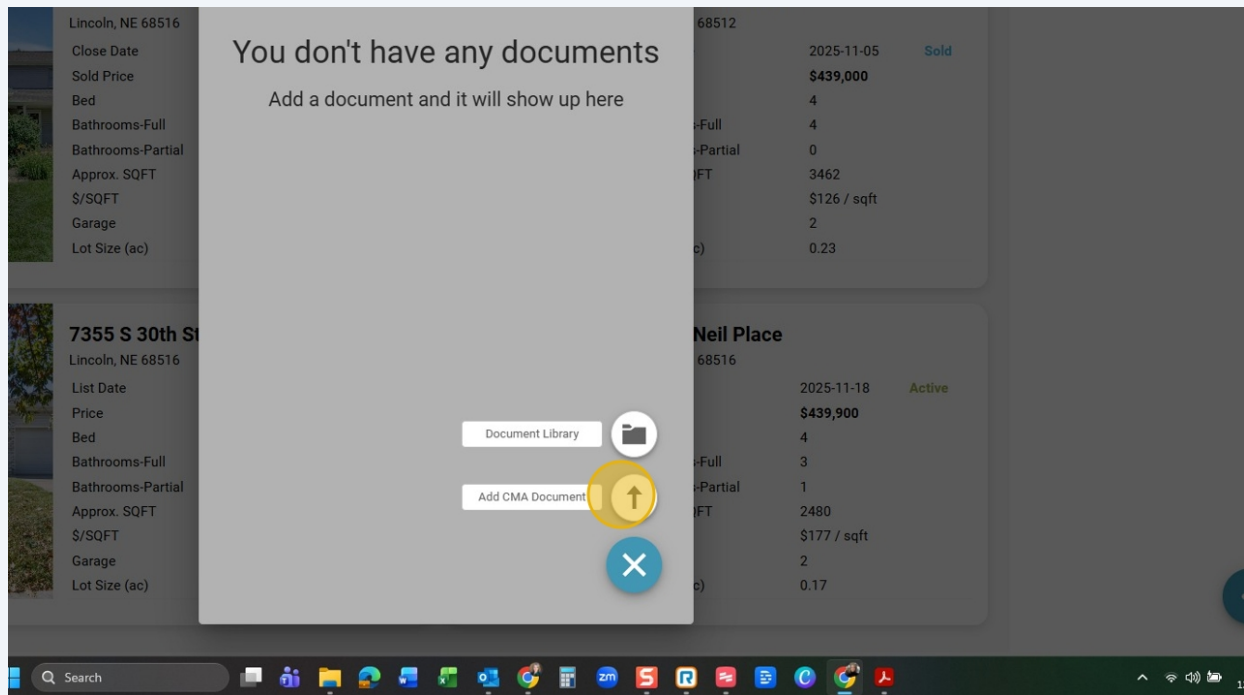 Lincoln, NE 68516
Close Date
Sold Price
Bed
Bathrooms-Full
Bathrooms-Partial
Approx. SQFT
$/SQFT
Garage
Lot Size (ac)
You don't have any documents
Add a document and it will show up here
68512
2025-11-05 Sold
$439,000
4
-Full 4
-Partial 0
FT 3462
$126 / sqft
2
c) 0.23
7355 S 30th St
Lincoln, NE 68516
List Date
Price
Bed
Bathrooms-Full
Bathrooms-Partial
Approx. SQFT
$/SQFT
Garage
Lot Size (ac)
Document Library
Add CMA Document
Neil Place
68516
2025-11-18 Active
$439,900
4
-Full 3
-Partial 1
FT 2480
$177 / sqft
2
c) 0.17
Search
zm